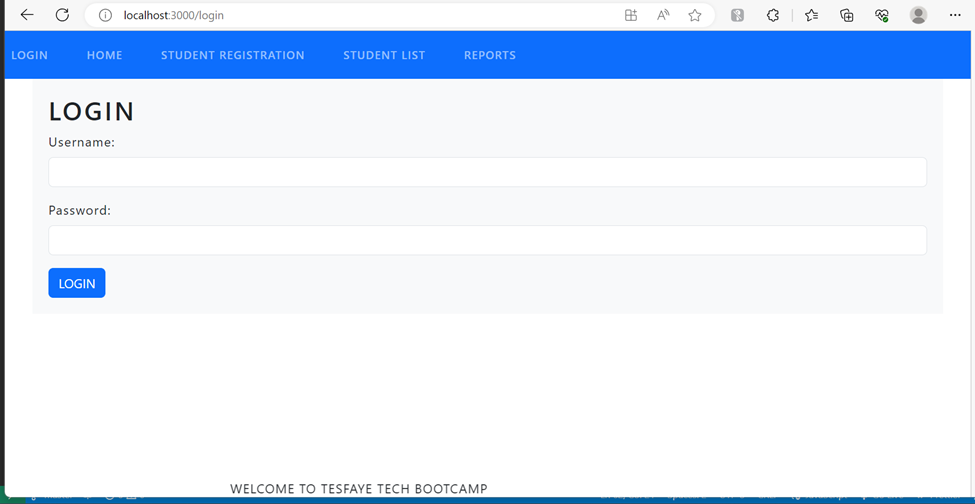 localhost:3000/login
LOGIN HOME STUDENT REGISTRATION STUDENT LIST REPORTS
LOGIN
Username:
Password:
LOGIN
WELCOME TO TESFAYE TECH BOOTCAMP